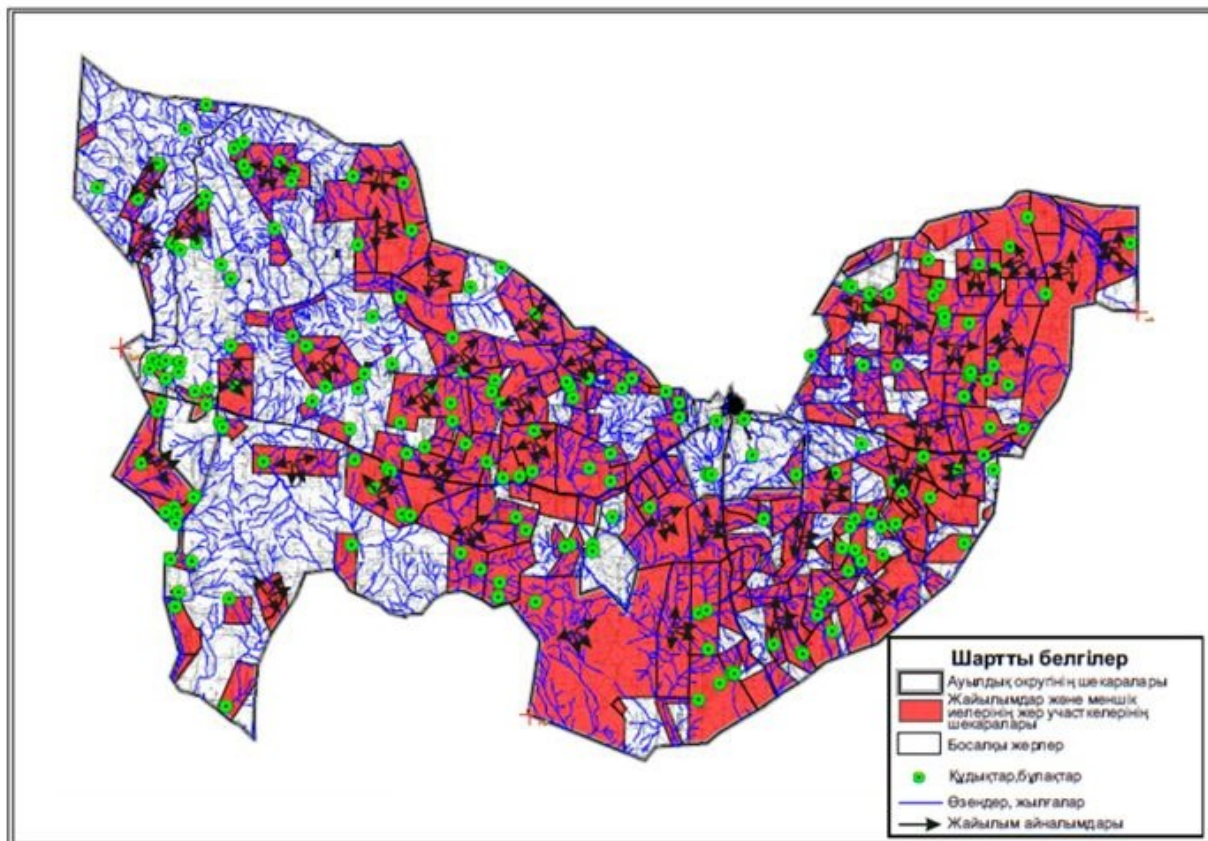 Шартты белгілер
Ауылдық округінің шекаралары
Жайылымдар және меншік
иелерінің жер участкелерінің
шекаралары
Босалқы жерлер
Құдықтар,бұлақтар
Өзендер, жылғалар
Жайылым айналымдары